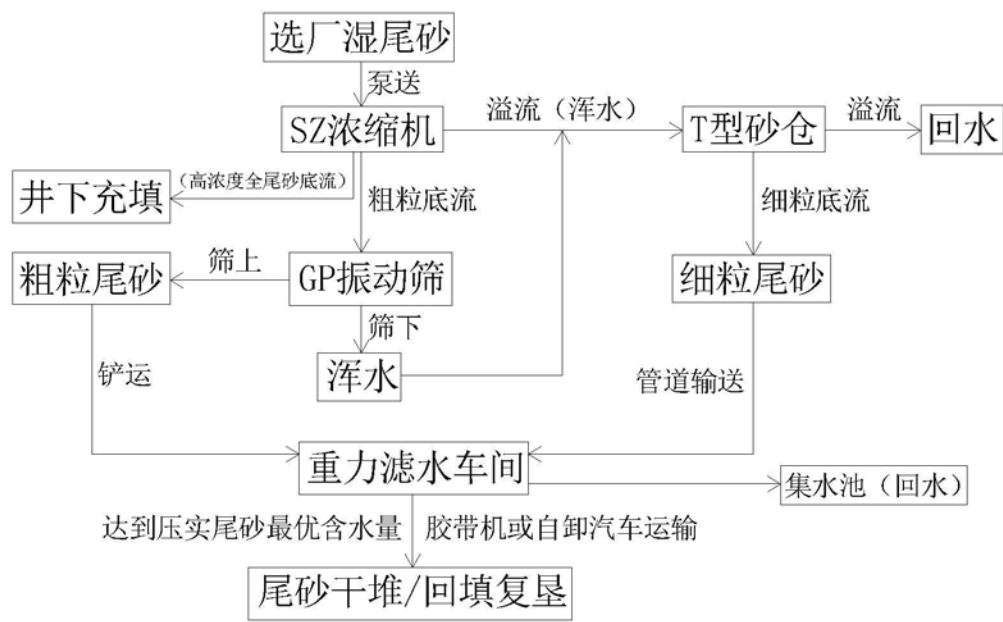 选厂湿尾砂
泵送
SZ浓缩机
溢流（浑水）
T型砂仓
溢流
回水
（高浓度全尾砂底流）
井下充填
粗粒底流
细粒底流
粗粒尾砂
筛上
GP振动筛
细粒尾砂
筛下
浑水
铲运
管道输送
重力滤水车间
集水池（回水）
达到压实尾砂最优含水量
胶带机或自卸汽车运输
尾砂干堆/回填复垦